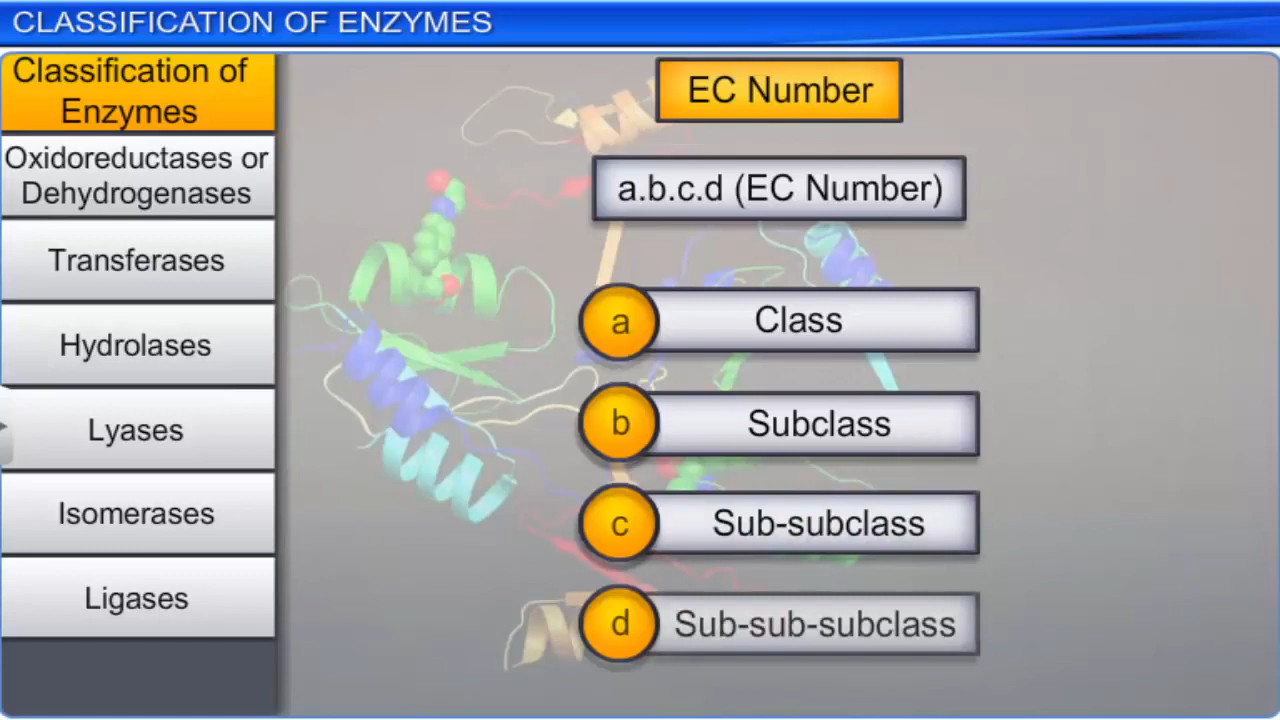 CLASSIFICATION OF ENZYMES
Classification of
Enzymes
Oxidoreductases or
Dehydrogenases
Transferases
Hydrolases
Lyases
Isomerases
Ligases
EC Number
a.b.c.d (EC Number)
a Class
b Subclass
c Sub-subclass
d Sub-sub-subclass